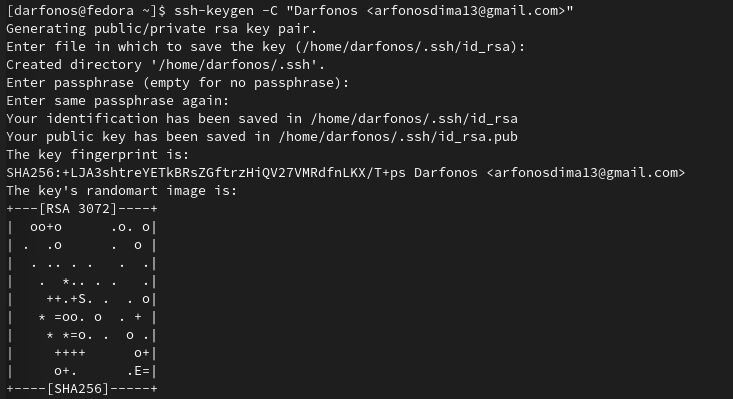 [darfonos@fedora ~]$ ssh-keygen -C "Darfonos <arfonosdima13@gmail.com>"
Generating public/private rsa key pair.
Enter file in which to save the key (/home/darfonos/.ssh/id_rsa):
Created directory '/home/darfonos/.ssh'.
Enter passphrase (empty for no passphrase):
Enter same passphrase again:
Your identification has been saved in /home/darfonos/.ssh/id_rsa
Your public key has been saved in /home/darfonos/.ssh/id_rsa.pub
The key fingerprint is:
SHA256:+LJA3shtreYETkBRsZGftrzHiQV27VMRdfnLKX/T+ps Darfonos <arfonosdima13@gmail.com>
The key's randomart image is:
+---[RSA 3072]----+
|  oo+o      .o. o|
| .  .o      .  o |
|  . .. . .   .  .|
|   .  *.. . .   .|
|    ++.+S. .  . o|
|   * =oo. o  . + |
|    * *=o. .  o .|
|     ++++      o+|
|     o+.      .E=|
+----[SHA256]-----+